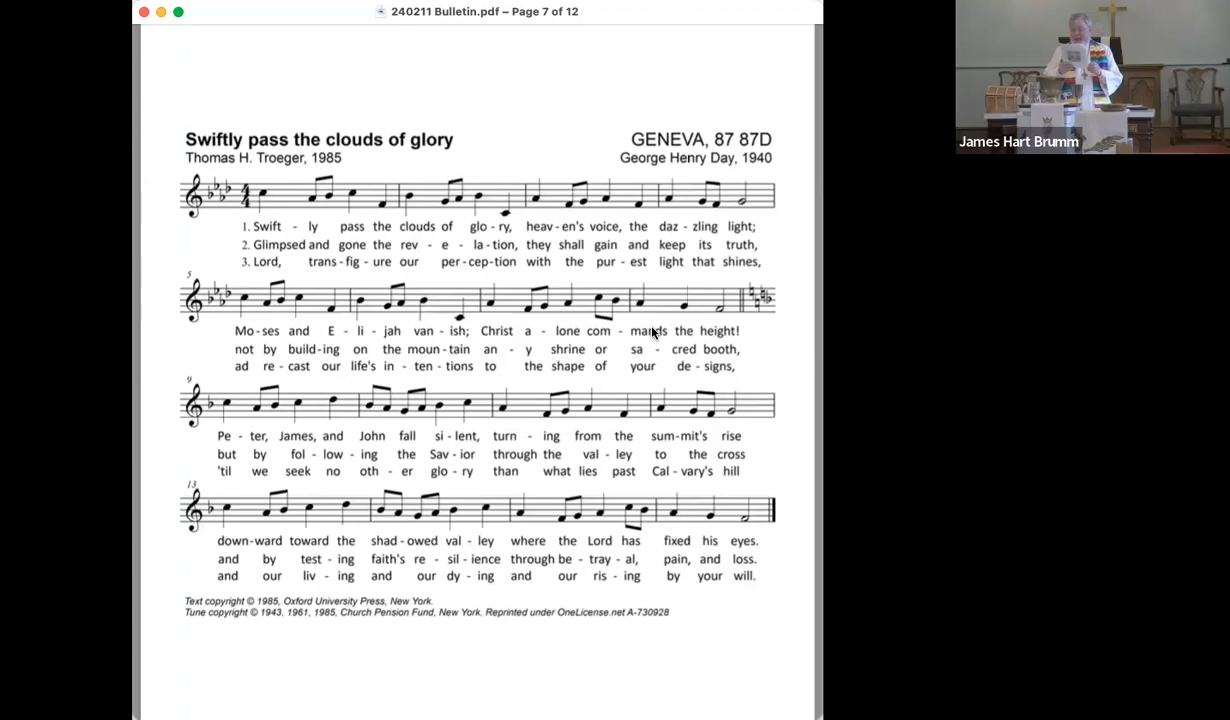 240211 Bulletin.pdf – Page 7 of 12
James Hart Brumm
Swiftly pass the clouds of glory
GENEVA, 87 87D
Thomas H. Troeger, 1985
George Henry Day, 1940
1. Swift - ly pass the clouds of glo - ry, heav - en's voice, the daz - zling light;
2. Glimpsed and gone the rev - e - la - tion, they shall gain and keep its truth,
3. Lord, trans - fig - ure our per - cep - tion with the pur - est light that shines,
5
Mo - ses and E - li - jah van - ish; Christ a - lone com - mands the height!
not by build - ing on the moun - tain an - y shrine or sa - cred booth,
ad re - cast our life's in - ten - tions to the shape of your de - signs,
9
Pe - ter, James, and John fall si - lent, turn - ing from the sum - mit's rise
but by fol - low - ing the Sav - ior through the val - ley to the cross
'til we seek no oth - er glo - ry than what lies past Cal - vary's hill
13
down - ward toward the shad - owed val - ley where the Lord has fixed his eyes.
and by test - ing faith's re - sil - ience through be - tray - al, pain, and loss.
and our liv - ing and our dy - ing and our ris - ing by your will.
Text copyright © 1985, Oxford University Press, New York.
Tune copyright © 1943, 1961, 1985, Church Pension Fund, New York. Reprinted under OneLicense.net A-730928